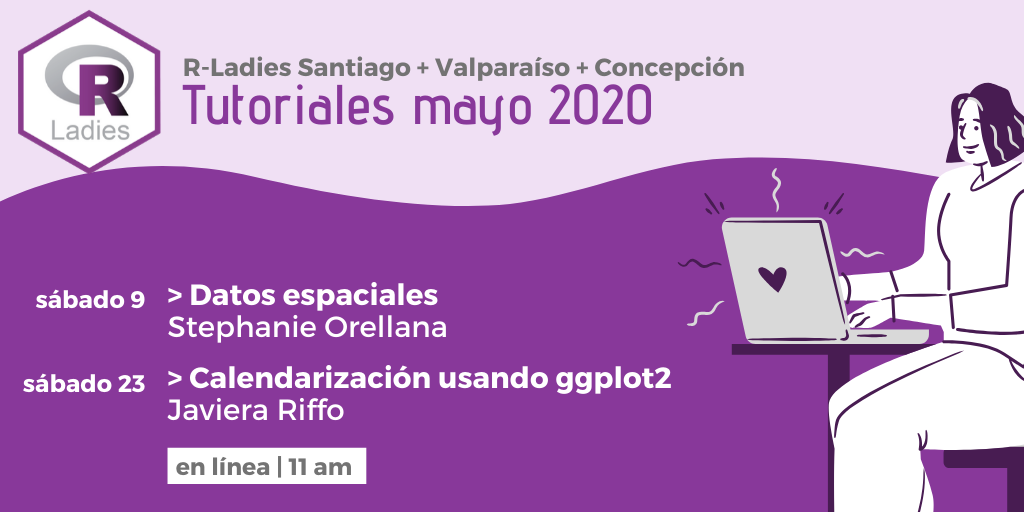 R
Ladies
R-Ladies Santiago + Valparaíso + Concepción
Tutoriales mayo 2020
sábado 9 > Datos espaciales
Stephanie Orellana
sábado 23 > Calendarización usando ggplot2
Javiera Riffo
en línea | 11 am